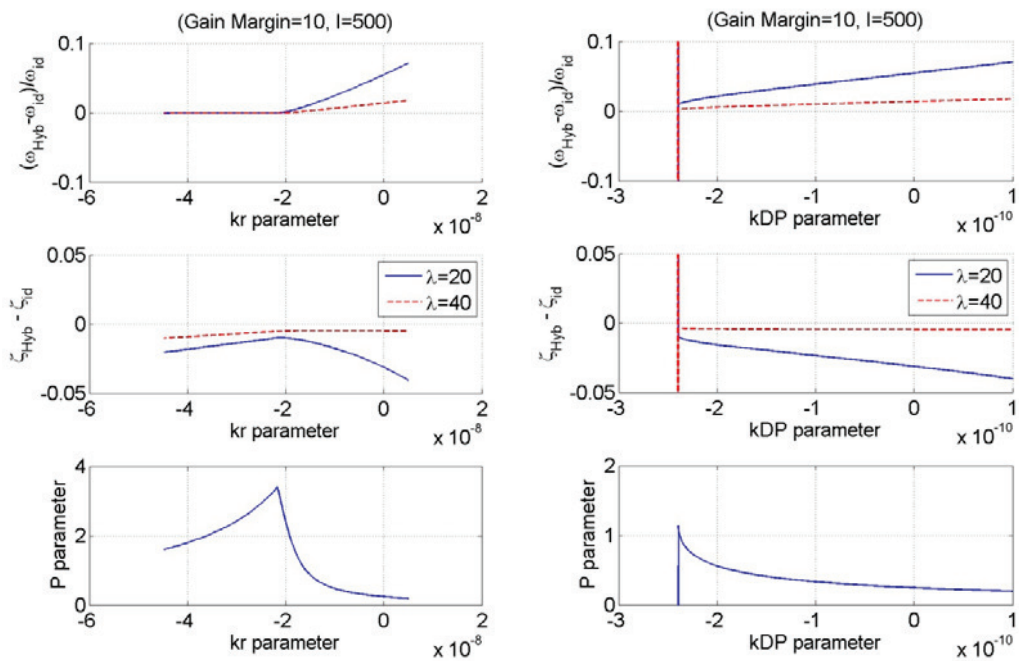 (Gain Margin=10, I=500)
(ω_Hyb-ω_id)/ω_id
0.1
0
-0.1
-6 -4 -2 0 2
kr parameter
x 10^-8
ζ_Hyb - ζ_id
0.05
0
-0.05
λ=20
λ=40
-6 -4 -2 0 2
kr parameter
x 10^-8
P parameter
4
2
0
-6 -4 -2 0 2
kr parameter
x 10^-8
(Gain Margin=10, I=500)
(ω_Hyb-ω_id)/ω_id
0.1
0
-0.1
-3 -2 -1 0 1
kDP parameter
x 10^-10
ζ_Hyb - ζ_id
0.05
0
-0.05
λ=20
λ=40
-3 -2 -1 0 1
kDP parameter
x 10^-10
P parameter
2
1
0
-3 -2 -1 0 1
kDP parameter
x 10^-10